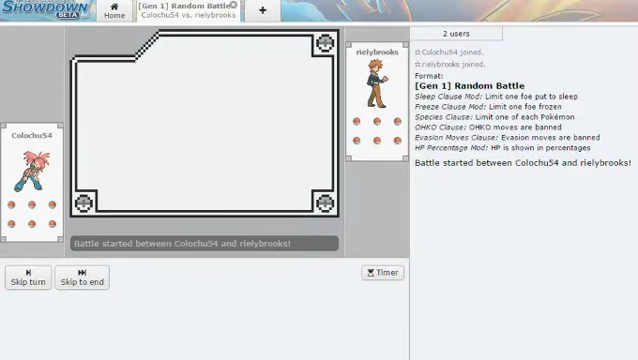 SHOWDOWN
BETA
Home
[Gen 1] Random Battle
Colochu54 vs. rielybrooks
+
2 users
☆Colochu54 joined.
☆rielybrooks joined.
Format:
[Gen 1] Random Battle
Sleep Clause Mod: Limit one foe put to sleep
Freeze Clause Mod: Limit one foe frozen
Species Clause: Limit one of each Pokémon
OHKO Clause: OHKO moves are banned
Evasion Moves Clause: Evasion moves are banned
HP Percentage Mod: HP is shown in percentages
Battle started between Colochu54 and rielybrooks!
rielybrooks
Colochu54
Battle started between Colochu54 and rielybrooks!
Skip turn
Skip to end
Timer